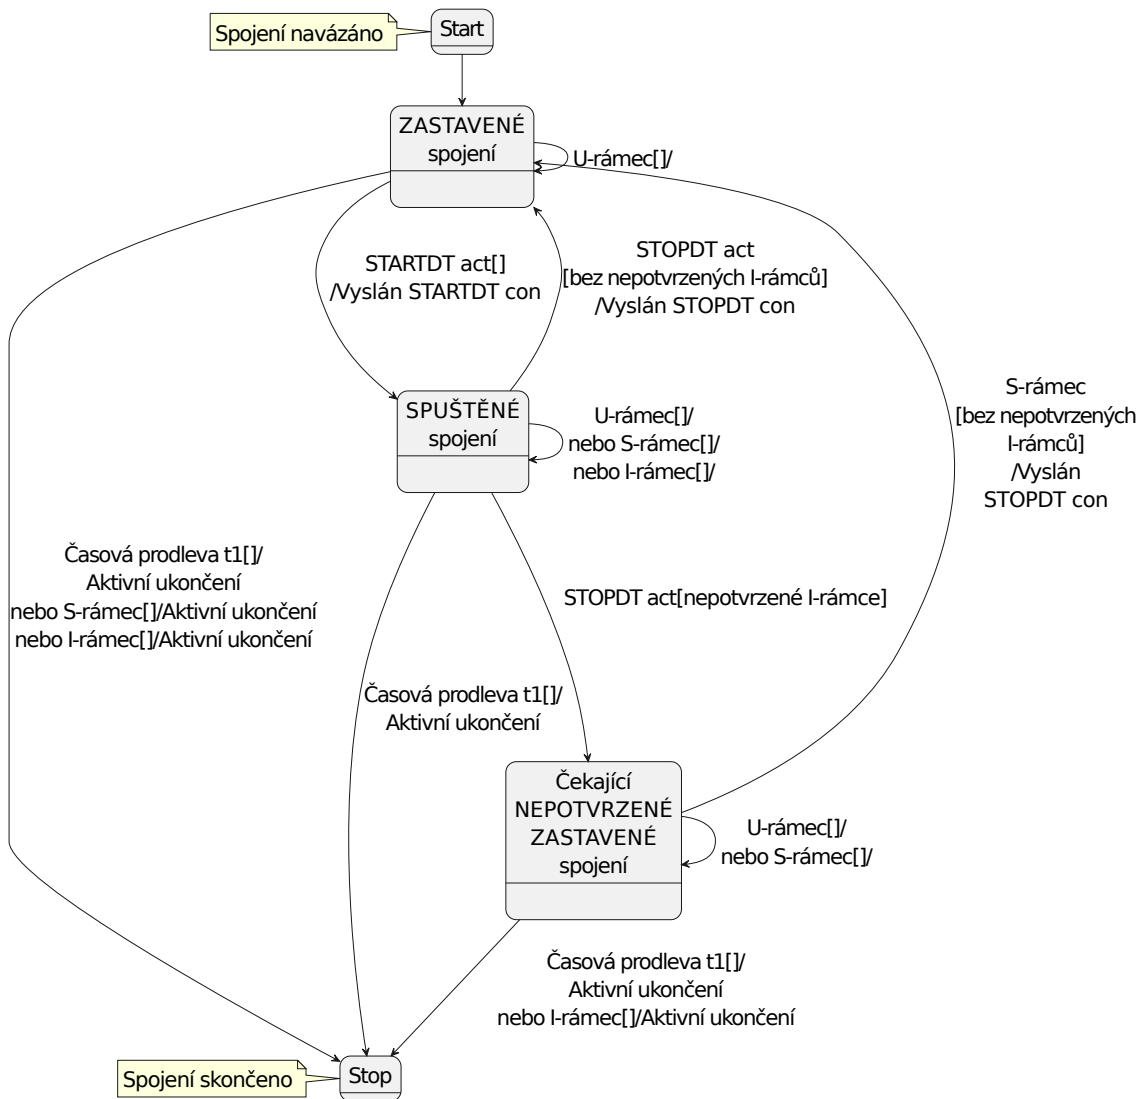 Spojení navázáno
Start
ZASTAVENÉ
spojení
U-rámec[]/
STARTDT act[]
/Vyslán STARTDT con
STOPDT act
[bez nepotvrzených I-rámců]
/Vyslán STOPDT con
SPUŠTĚNÉ
spojení
U-rámec[]/
nebo S-rámec[]/
nebo I-rámec[]/
S-rámec
[bez nepotvrzených
I-rámců]
/Vyslán
STOPDT con
Časová prodleva t1[]/
Aktivní ukončení
nebo S-rámec[]/Aktivní ukončení
nebo I-rámec[]/Aktivní ukončení
STOPDT act[nepotvrzené I-rámce]
Časová prodleva t1[]/
Aktivní ukončení
Čekající
NEPOTVRZENÉ
ZASTAVENÉ
spojení
U-rámec[]/
nebo S-rámec[]/
Časová prodleva t1[]/
Aktivní ukončení
nebo I-rámec[]/Aktivní ukončení
Spojení skončeno
Stop